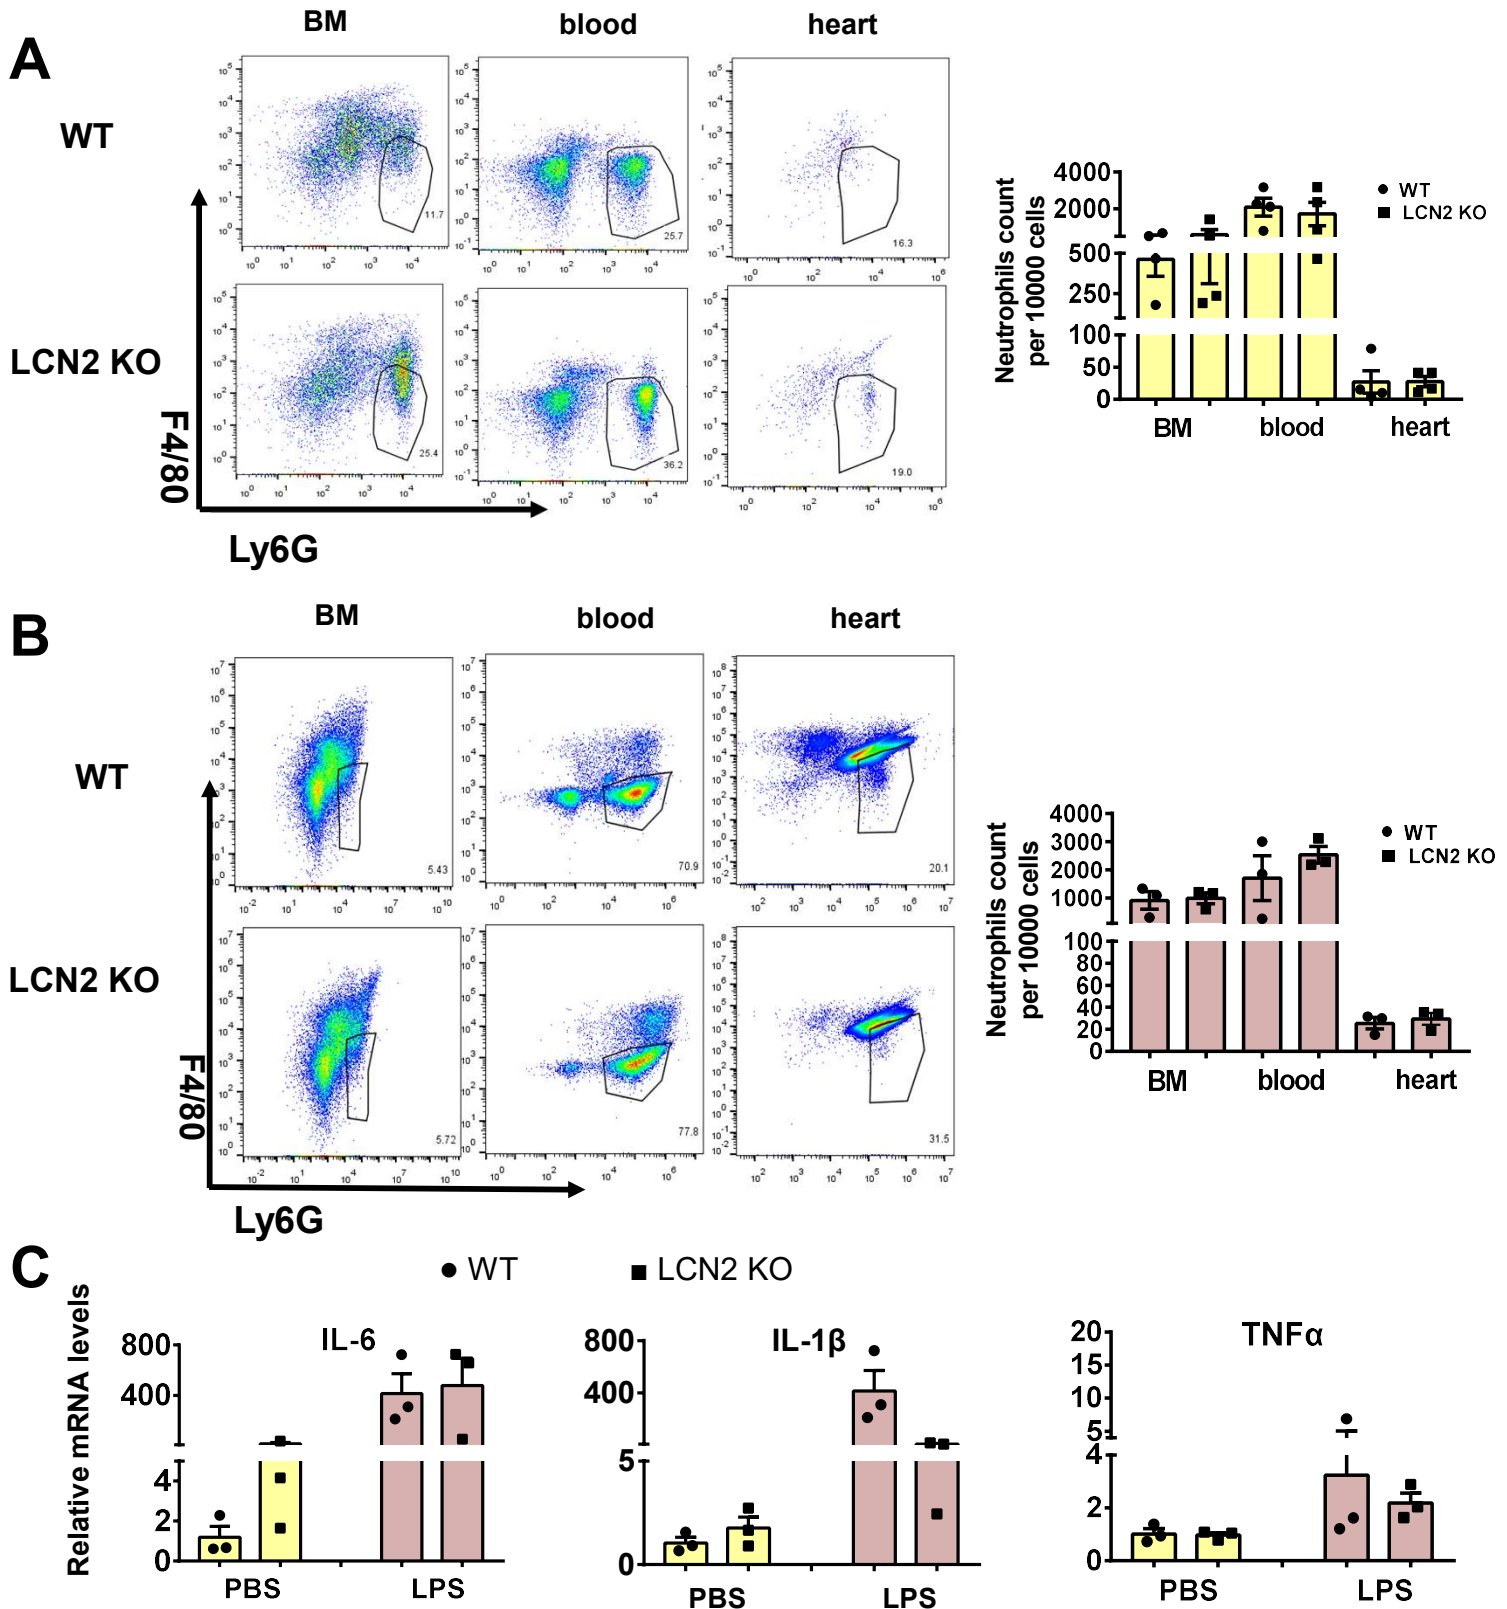 A
BM
blood
heart
WT
11.7
25.7
16.3
LCN2 KO
25.4
36.2
19.0
F4/80
Ly6G
Neutrophils count
per 10000 cells
4000
2000
500
250
100
50
0
BM
blood
heart
WT
LCN2 KO
B
BM
blood
heart
WT
5.43
70.9
20.1
LCN2 KO
5.72
77.8
31.5
F4/80
Ly6G
Neutrophils count
per 10000 cells
4000
3000
2000
1000
100
80
60
40
20
0
BM
blood
heart
WT
LCN2 KO
C
WT
LCN2 KO
Relative mRNA levels
IL-6
800
400
4
2
0
PBS
LPS
IL-1β
800
400
5
0
PBS
LPS
TNFα
20
15
10
5
4
2
0
PBS
LPS